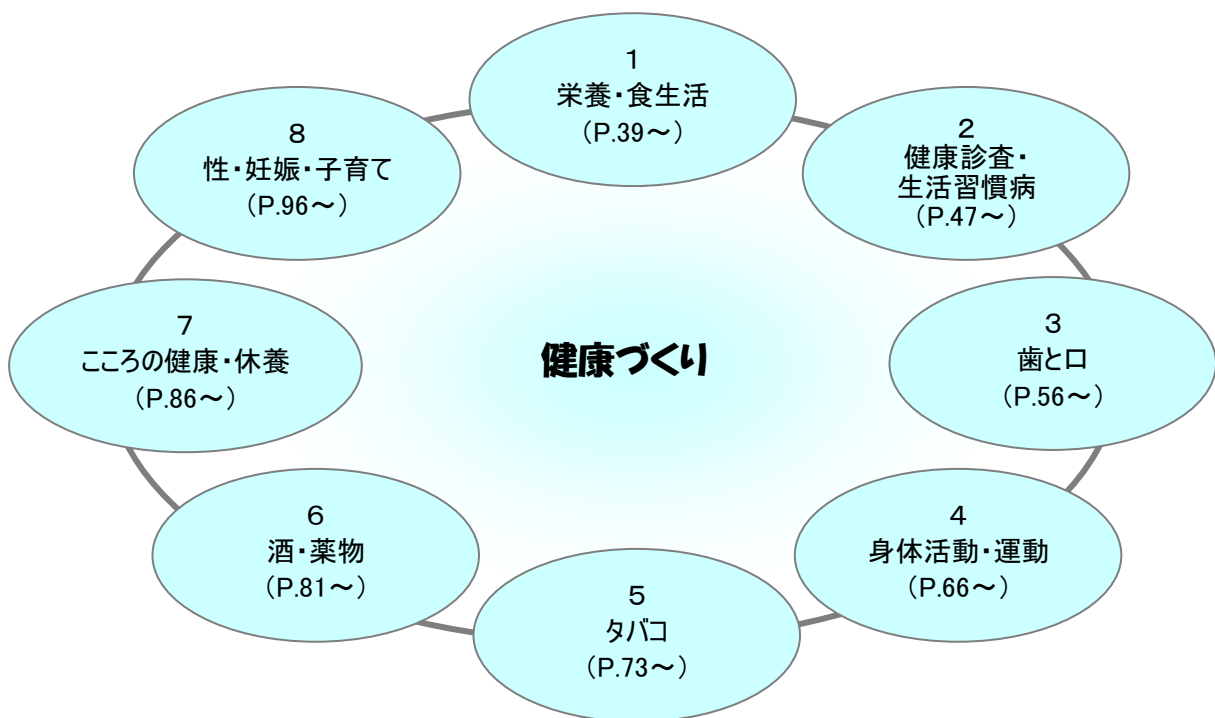 1
栄養・食生活
(P.39～)
2
健康診査・
生活習慣病
(P.47～)
3
歯と口
(P.56～)
4
身体活動・運動
(P.66～)
5
タバコ
(P.73～)
6
酒・薬物
(P.81～)
7
こころの健康・休養
(P.86～)
8
性・妊娠・子育て
(P.96～)
健康づくり